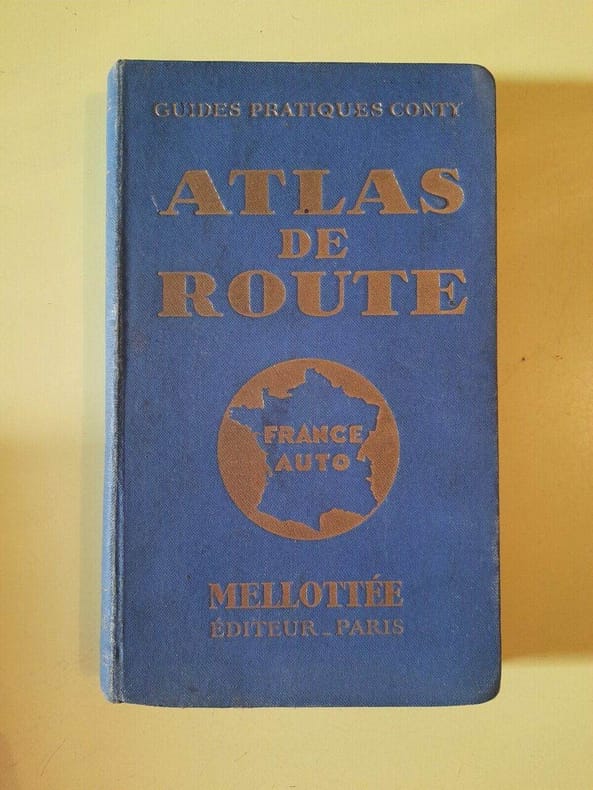 GUIDES PRATIQUES CONTY
ATLAS
DE
ROUTE
FRANCE
AUTO
MELLOTTÉE
ÉDITEUR_PARIS